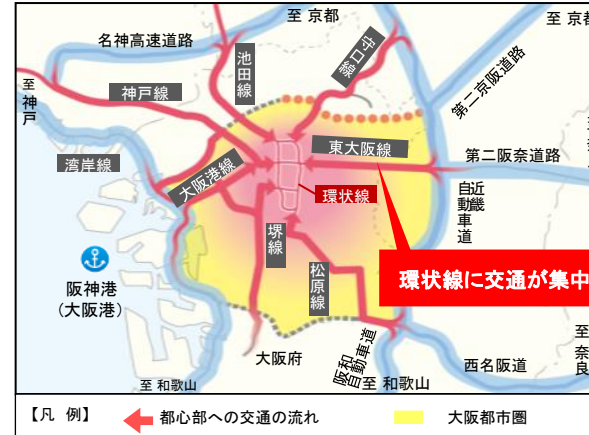 至 京都
至 京都
名神高速道路
池田線
守口線
第二京阪道路
至 神戸
神戸線
東大阪線
第二阪奈道路
湾岸線
大阪港線
環状線
近畿自動車道
堺線
松原線
環状線に交通が集中
阪神港
(大阪港)
大阪府
阪和自動車道
至 和歌山
至 和歌山
西名阪道
至 奈良
【凡 例】
都心部への交通の流れ
大阪都市圏